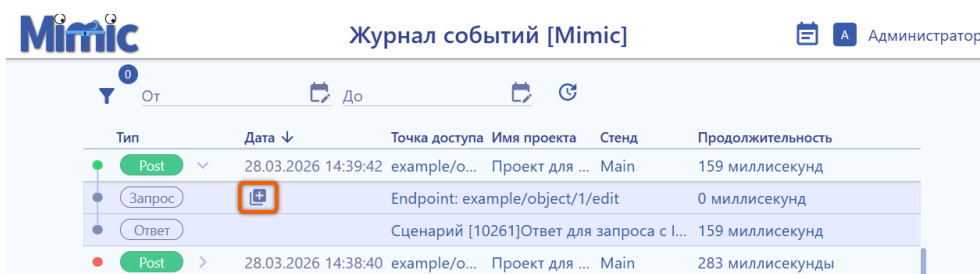 Mimic
Журнал событий [Mimic]
А Администратор
0
От До
Тип Дата Точка доступа Имя проекта Стенд Продолжительность
Post 28.03.2026 14:39:42 example/o... Проект для ... Main 159 миллисекунд
Запрос Endpoint: example/object/1/edit 0 миллисекунд
Ответ Сценарий [10261]Ответ для запроса с I... 159 миллисекунд
Post 28.03.2026 14:38:40 example/o... Проект для ... Main 283 миллисекунды